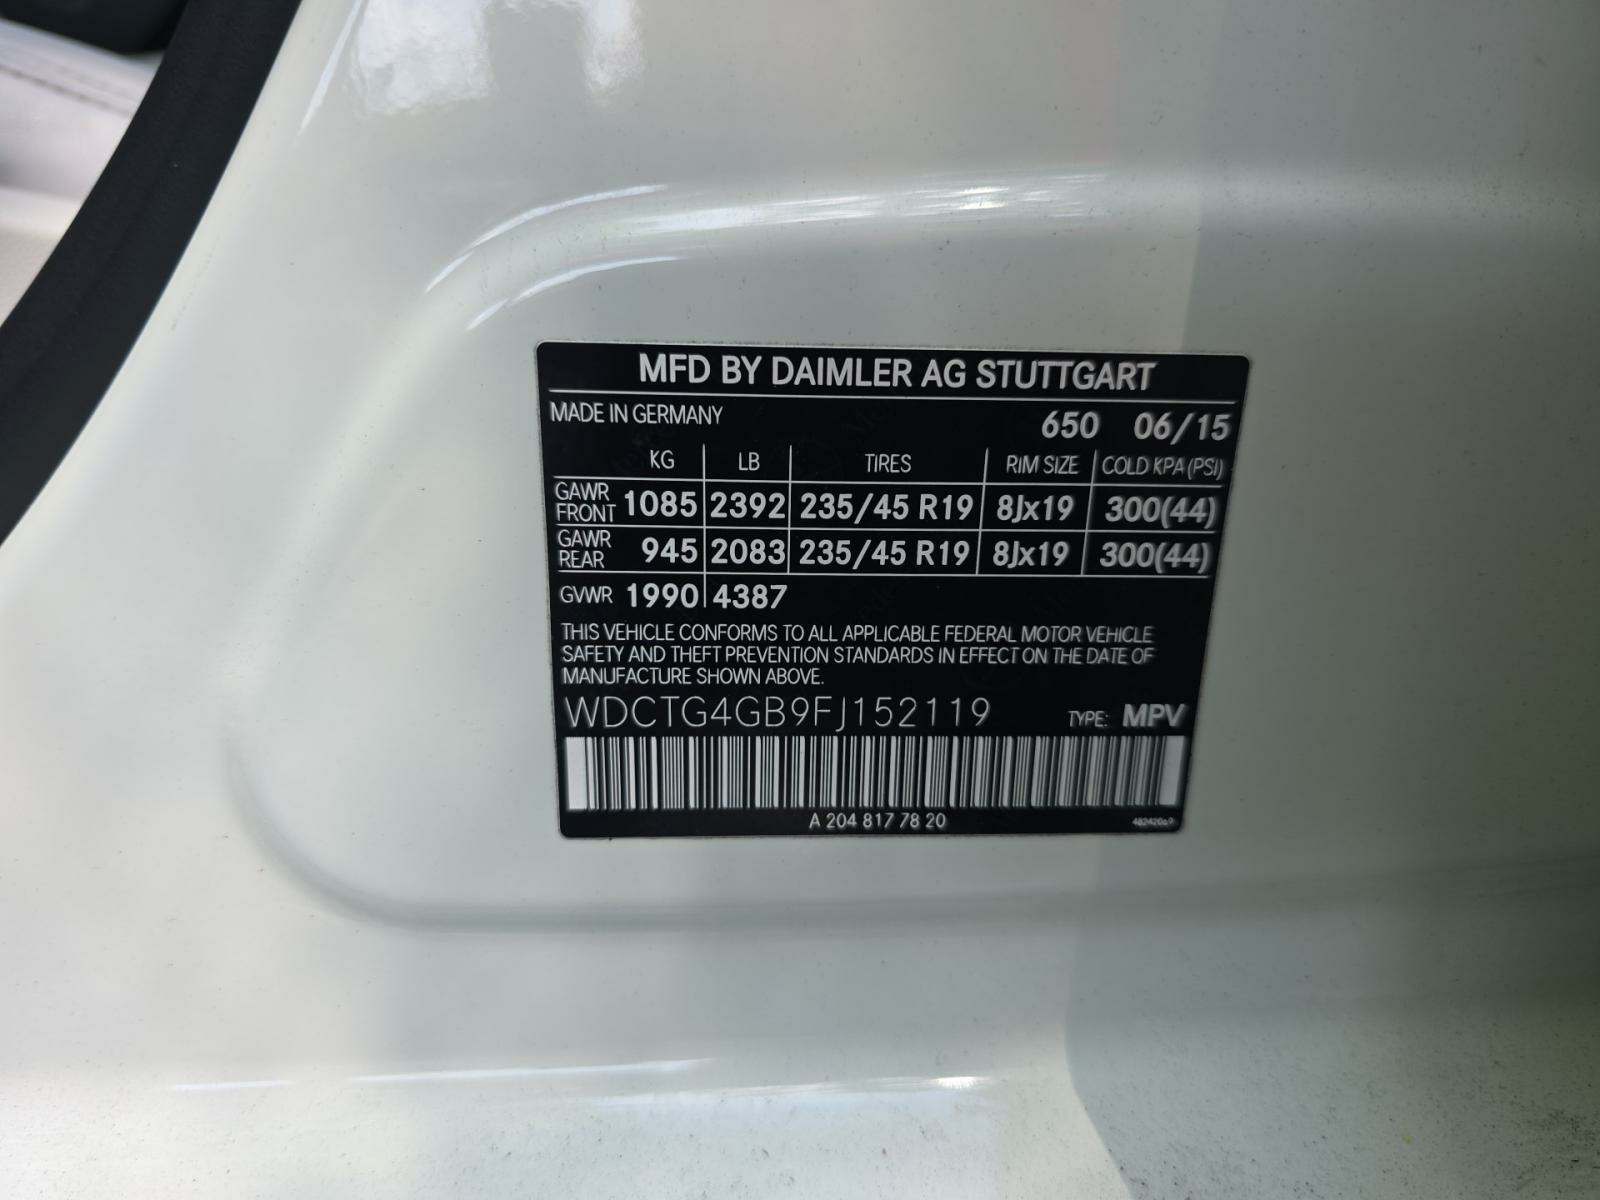 MFD BY DAIMLER AG STUTTGART
MADE IN GERMANY 650 06/15
KG LB TIRES RIM SIZE COLD KPA (PSI)
GAWR FRONT 1085 2392 235/45 R19 8Jx19 300(44)
GAWR REAR 945 2083 235/45 R19 8Jx19 300(44)
GVWR 1990 4387
THIS VEHICLE CONFORMS TO ALL APPLICABLE FEDERAL MOTOR VEHICLE
SAFETY AND THEFT PREVENTION STANDARDS IN EFFECT ON THE DATE OF
MANUFACTURE SHOWN ABOVE.
WDCTG4GB9FJ152119 TYPE: MPV
A 204 817 78 20